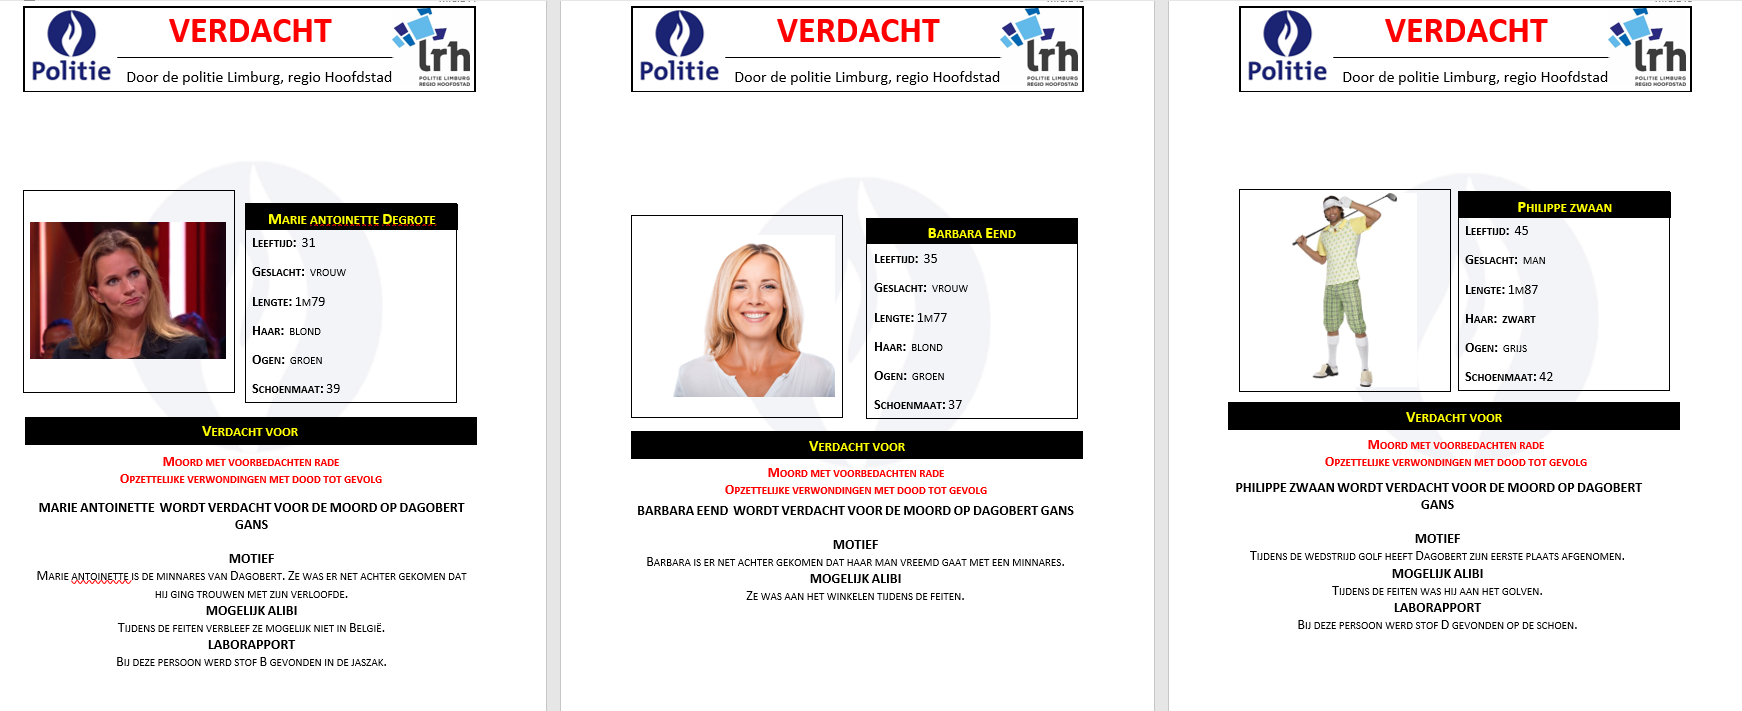 VERDACHT
Politie
Door de politie Limburg, regio Hoofdstad
lrh
POLITIE LIMBURG
REGIO HOOFDSTAD
MARIE ANTOINETTE DEGROTE
LEEFTIJD: 31
GESLACHT: VROUW
LENGTE: 1M79
HAAR: BLOND
OGEN: GROEN
SCHOENMAAT: 39
VERDACHT VOOR
MOORD MET VOORBEDACHTEN RADE
OPZETTELIJKE VERWONDINGEN MET DOOD TOT GEVOLG
MARIE ANTOINETTE WORDT VERDACHT VOOR DE MOORD OP DAGOBERT
GANS
MOTIEF
MARIE ANTOINETTE IS DE MINNARES VAN DAGOBERT. ZE WAS ER NET ACHTER GEKOMEN DAT
HIJ GING TROUWEN MET ZIJN VERLOOFDE.
MOGELIJK ALIBI
TIJDENS DE FEITEN VERBLEEF ZE MOGELIJK NIET IN BELGIË.
LABORAPPORT
BIJ DEZE PERSOON WERD STOF B GEVONDEN IN DE JASZAK.
VERDACHT
Politie
Door de politie Limburg, regio Hoofdstad
lrh
POLITIE LIMBURG
REGIO HOOFDSTAD
BARBARA EEND
LEEFTIJD: 35
GESLACHT: VROUW
LENGTE: 1M77
HAAR: BLOND
OGEN: GROEN
SCHOENMAAT: 37
VERDACHT VOOR
MOORD MET VOORBEDACHTEN RADE
OPZETTELIJKE VERWONDINGEN MET DOOD TOT GEVOLG
BARBARA EEND WORDT VERDACHT VOOR DE MOORD OP DAGOBERT GANS
MOTIEF
BARBARA IS ER NET ACHTER GEKOMEN DAT HAAR MAN VREEMD GAAT MET EEN MINNARES.
MOGELIJK ALIBI
ZE WAS AAN HET WINKELEN TIJDENS DE FEITEN.
VERDACHT
Politie
Door de politie Limburg, regio Hoofdstad
lrh
POLITIE LIMBURG
REGIO HOOFDSTAD
PHILIPPE ZWAAN
LEEFTIJD: 45
GESLACHT: MAN
LENGTE: 1M87
HAAR: ZWART
OGEN: GRIJS
SCHOENMAAT: 42
VERDACHT VOOR
MOORD MET VOORBEDACHTEN RADE
OPZETTELIJKE VERWONDINGEN MET DOOD TOT GEVOLG
PHILIPPE ZWAAN WORDT VERDACHT VOOR DE MOORD OP DAGOBERT
GANS
MOTIEF
TIJDENS DE WEDSTRIJD GOLF HEEFT DAGOBERT ZIJN EERSTE PLAATS AFGENOMEN.
MOGELIJK ALIBI
TIJDENS DE FEITEN WAS HIJ AAN HET GOLVEN.
LABORAPPORT
BIJ DEZE PERSOON WERD STOF D GEVONDEN OP DE SCHOEN.